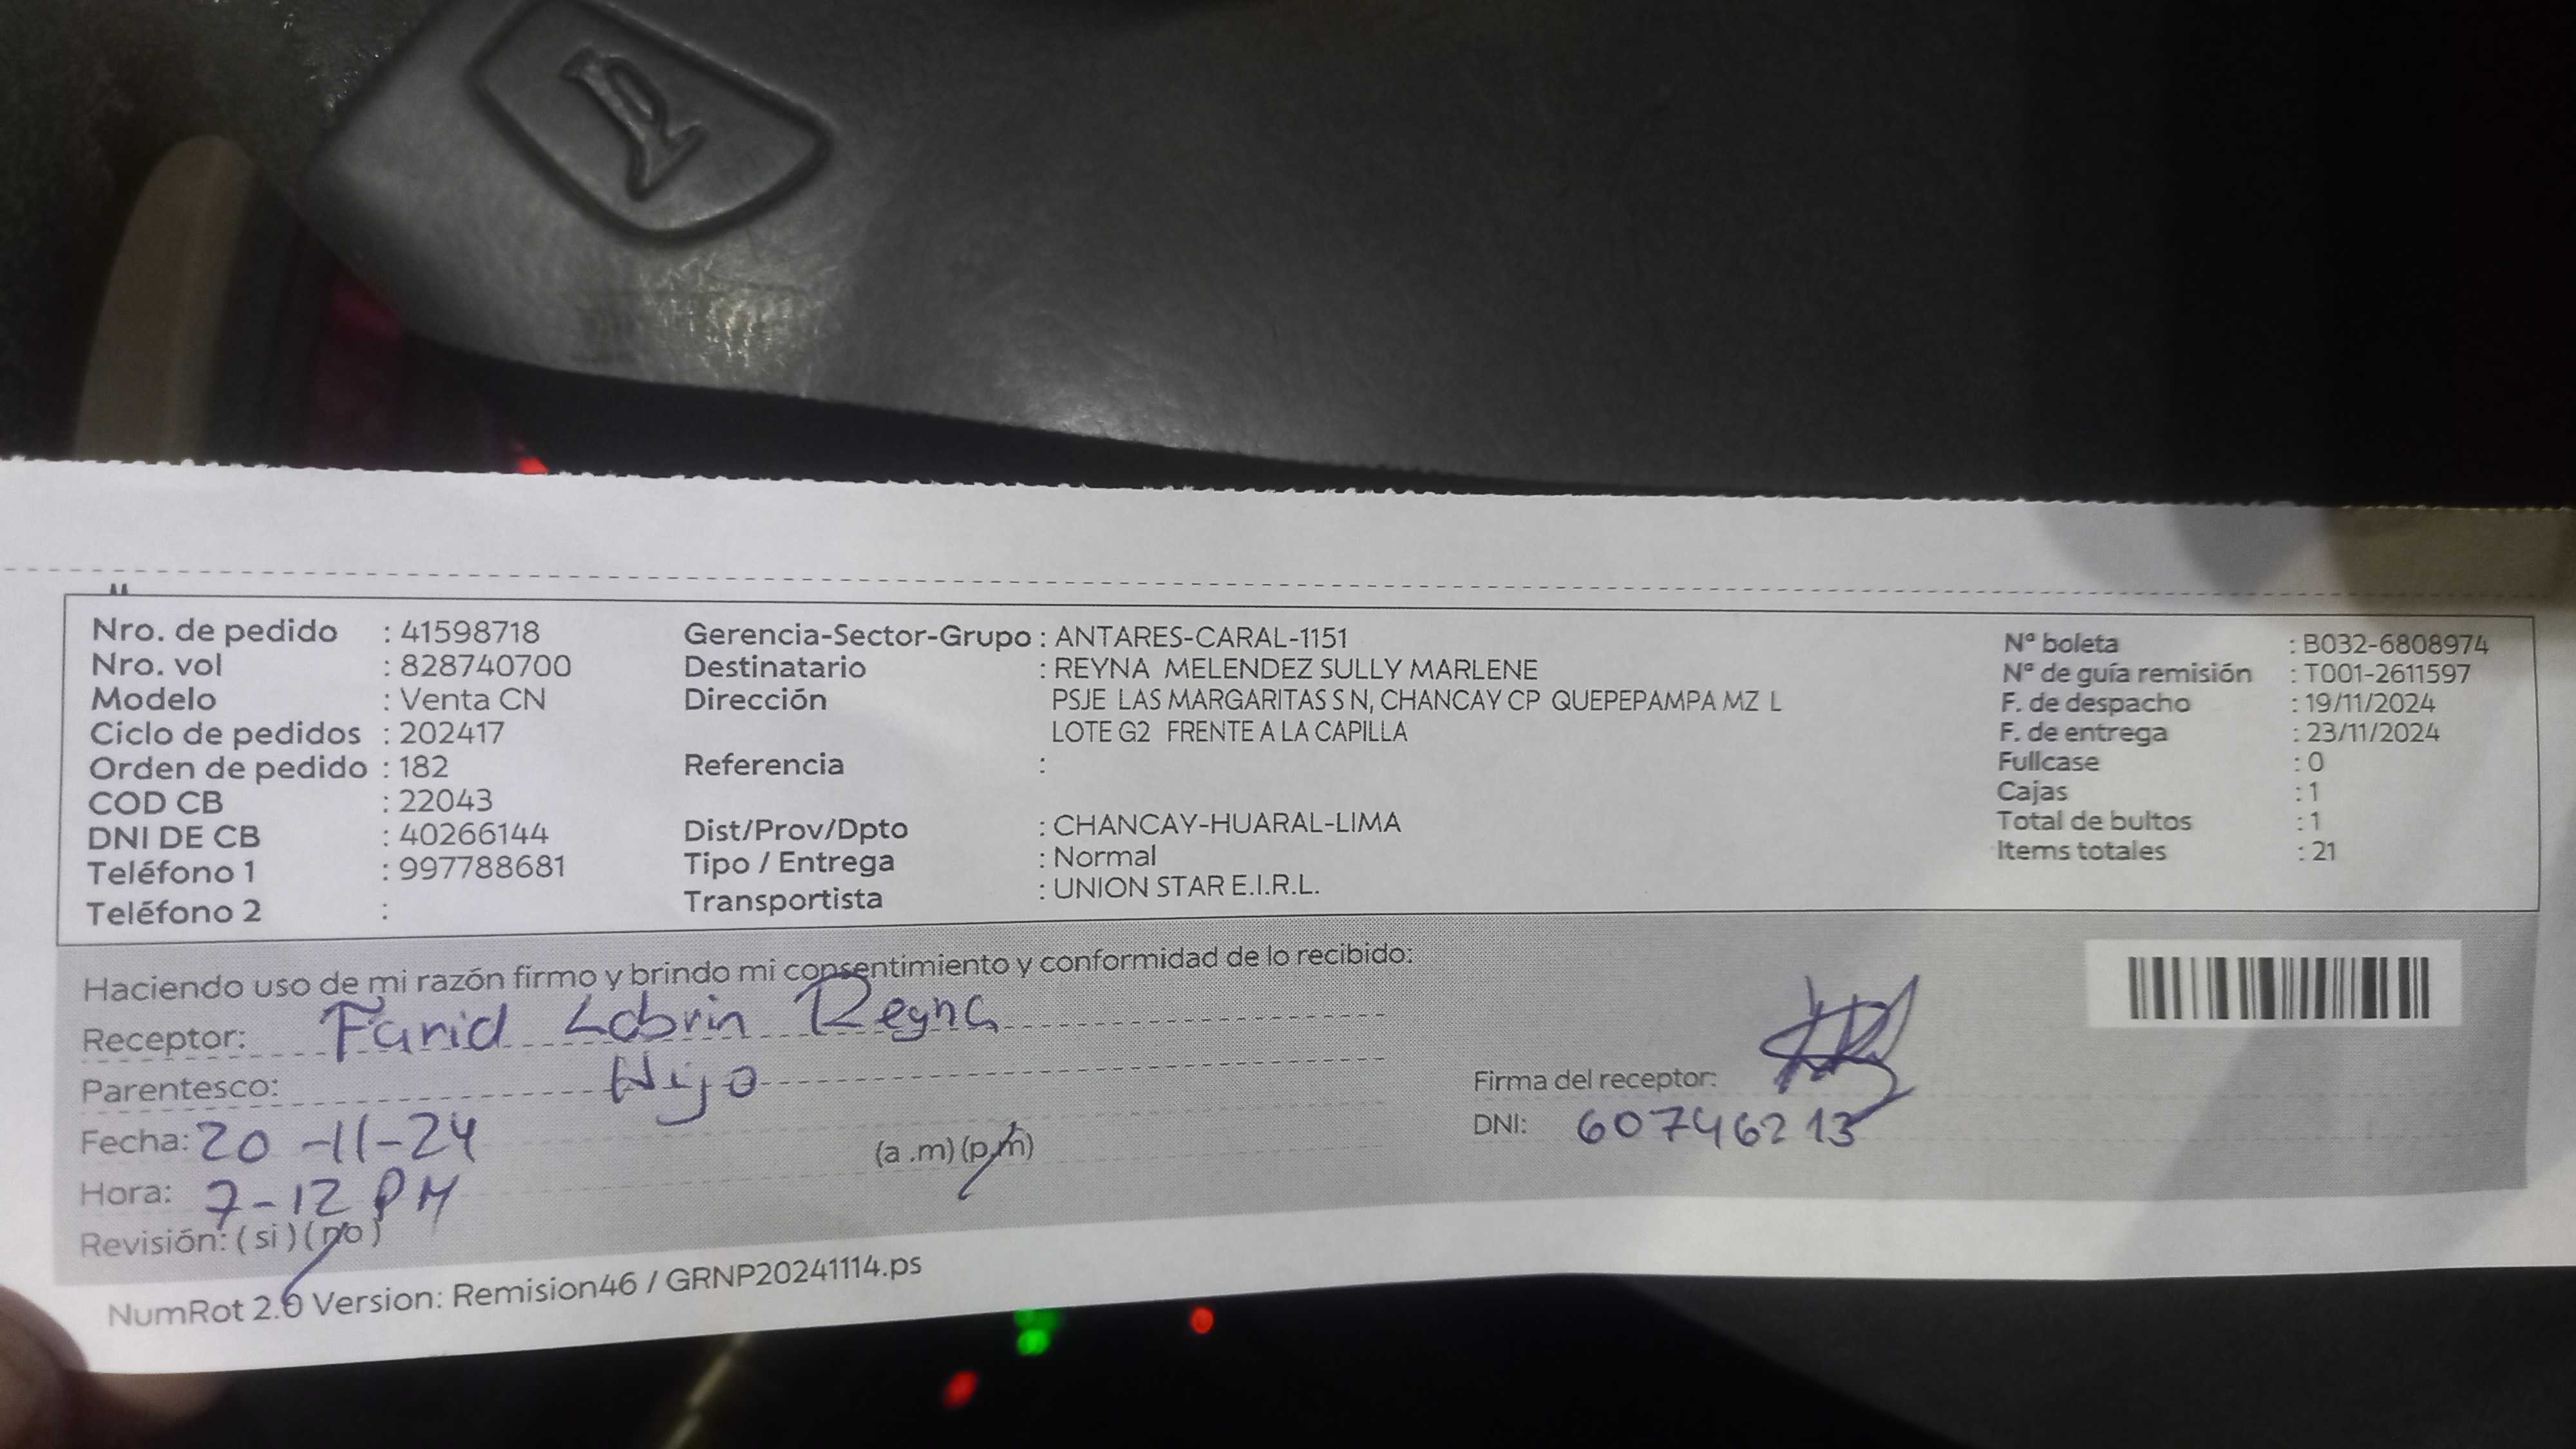 Nro. de pedido : 41598718
Nro. vol : 828740700
Modelo : Venta CN
Ciclo de pedidos : 202417
Orden de pedido : 182
COD CB : 22043
DNI DE CB : 40266144
Teléfono 1 : 997788681
Teléfono 2 :
Gerencia-Sector-Grupo : ANTARES-CARAL-1151
Destinatario : REYNA MELENDEZ SULLY MARLENE
Dirección PSJE LAS MARGARITAS S N, CHANCAY CP QUEPEPAMPA MZ L
LOTE G2 FRENTE A LA CAPILLA
Referencia :
Dist/Prov/Dpto : CHANCAY-HUARAL-LIMA
Tipo / Entrega : Normal
Transportista : UNION STAR E.I.R.L.
Nº boleta : B032-6808974
Nº de guía remisión : T001-2611597
F. de despacho : 19/11/2024
F. de entrega : 23/11/2024
Fullcase : 0
Cajas : 1
Total de bultos : 1
Items totales : 21
Haciendo uso de mi razón firmo y brindo mi consentimiento y conformidad de lo recibido:
Receptor: Farid Lobrin Reyna
Parentesco: Hijo
Fecha: 20-11-24
(a .m) (p.m)
Hora: 7-12 PM
Revisión: ( si ) ( no )
Firma del receptor:
DNI: 60746213
NumRot 2.0 Version: Remision46 / GRNP20241114.ps